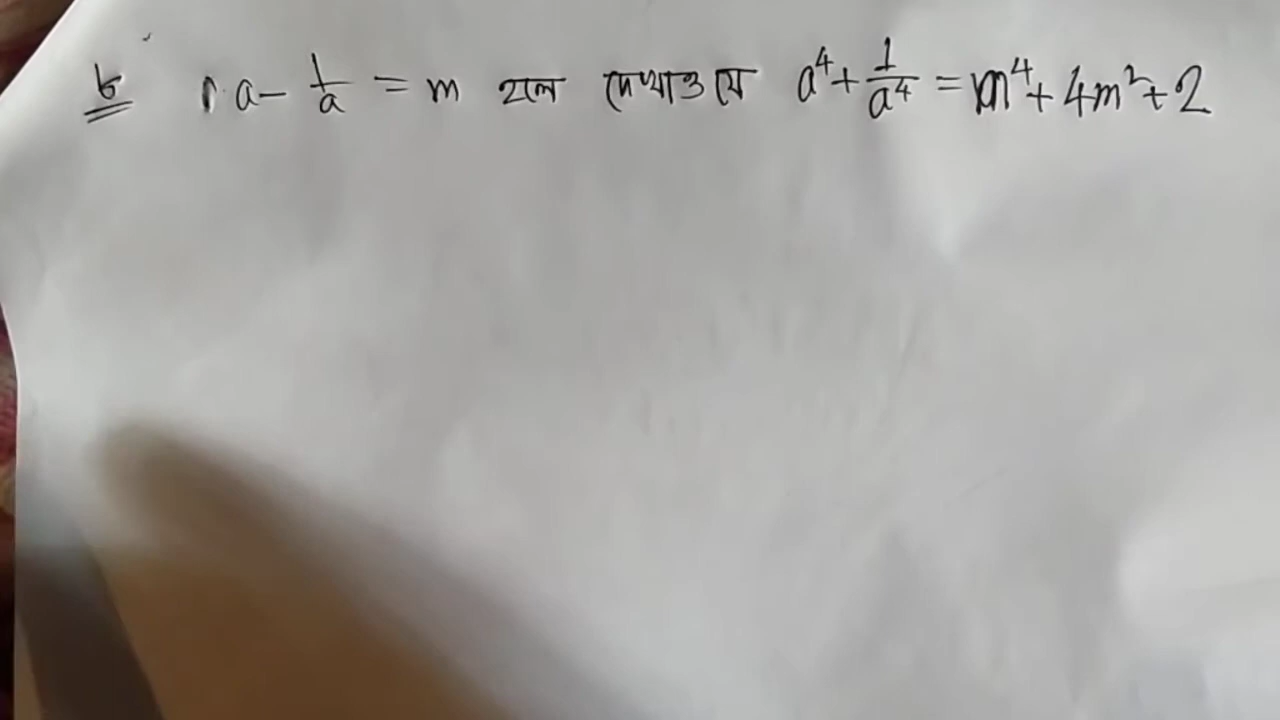 ৮ a - 1/a = m হলে দেখাও যে a⁴ + 1/a⁴ = m⁴ + 4m² + 2